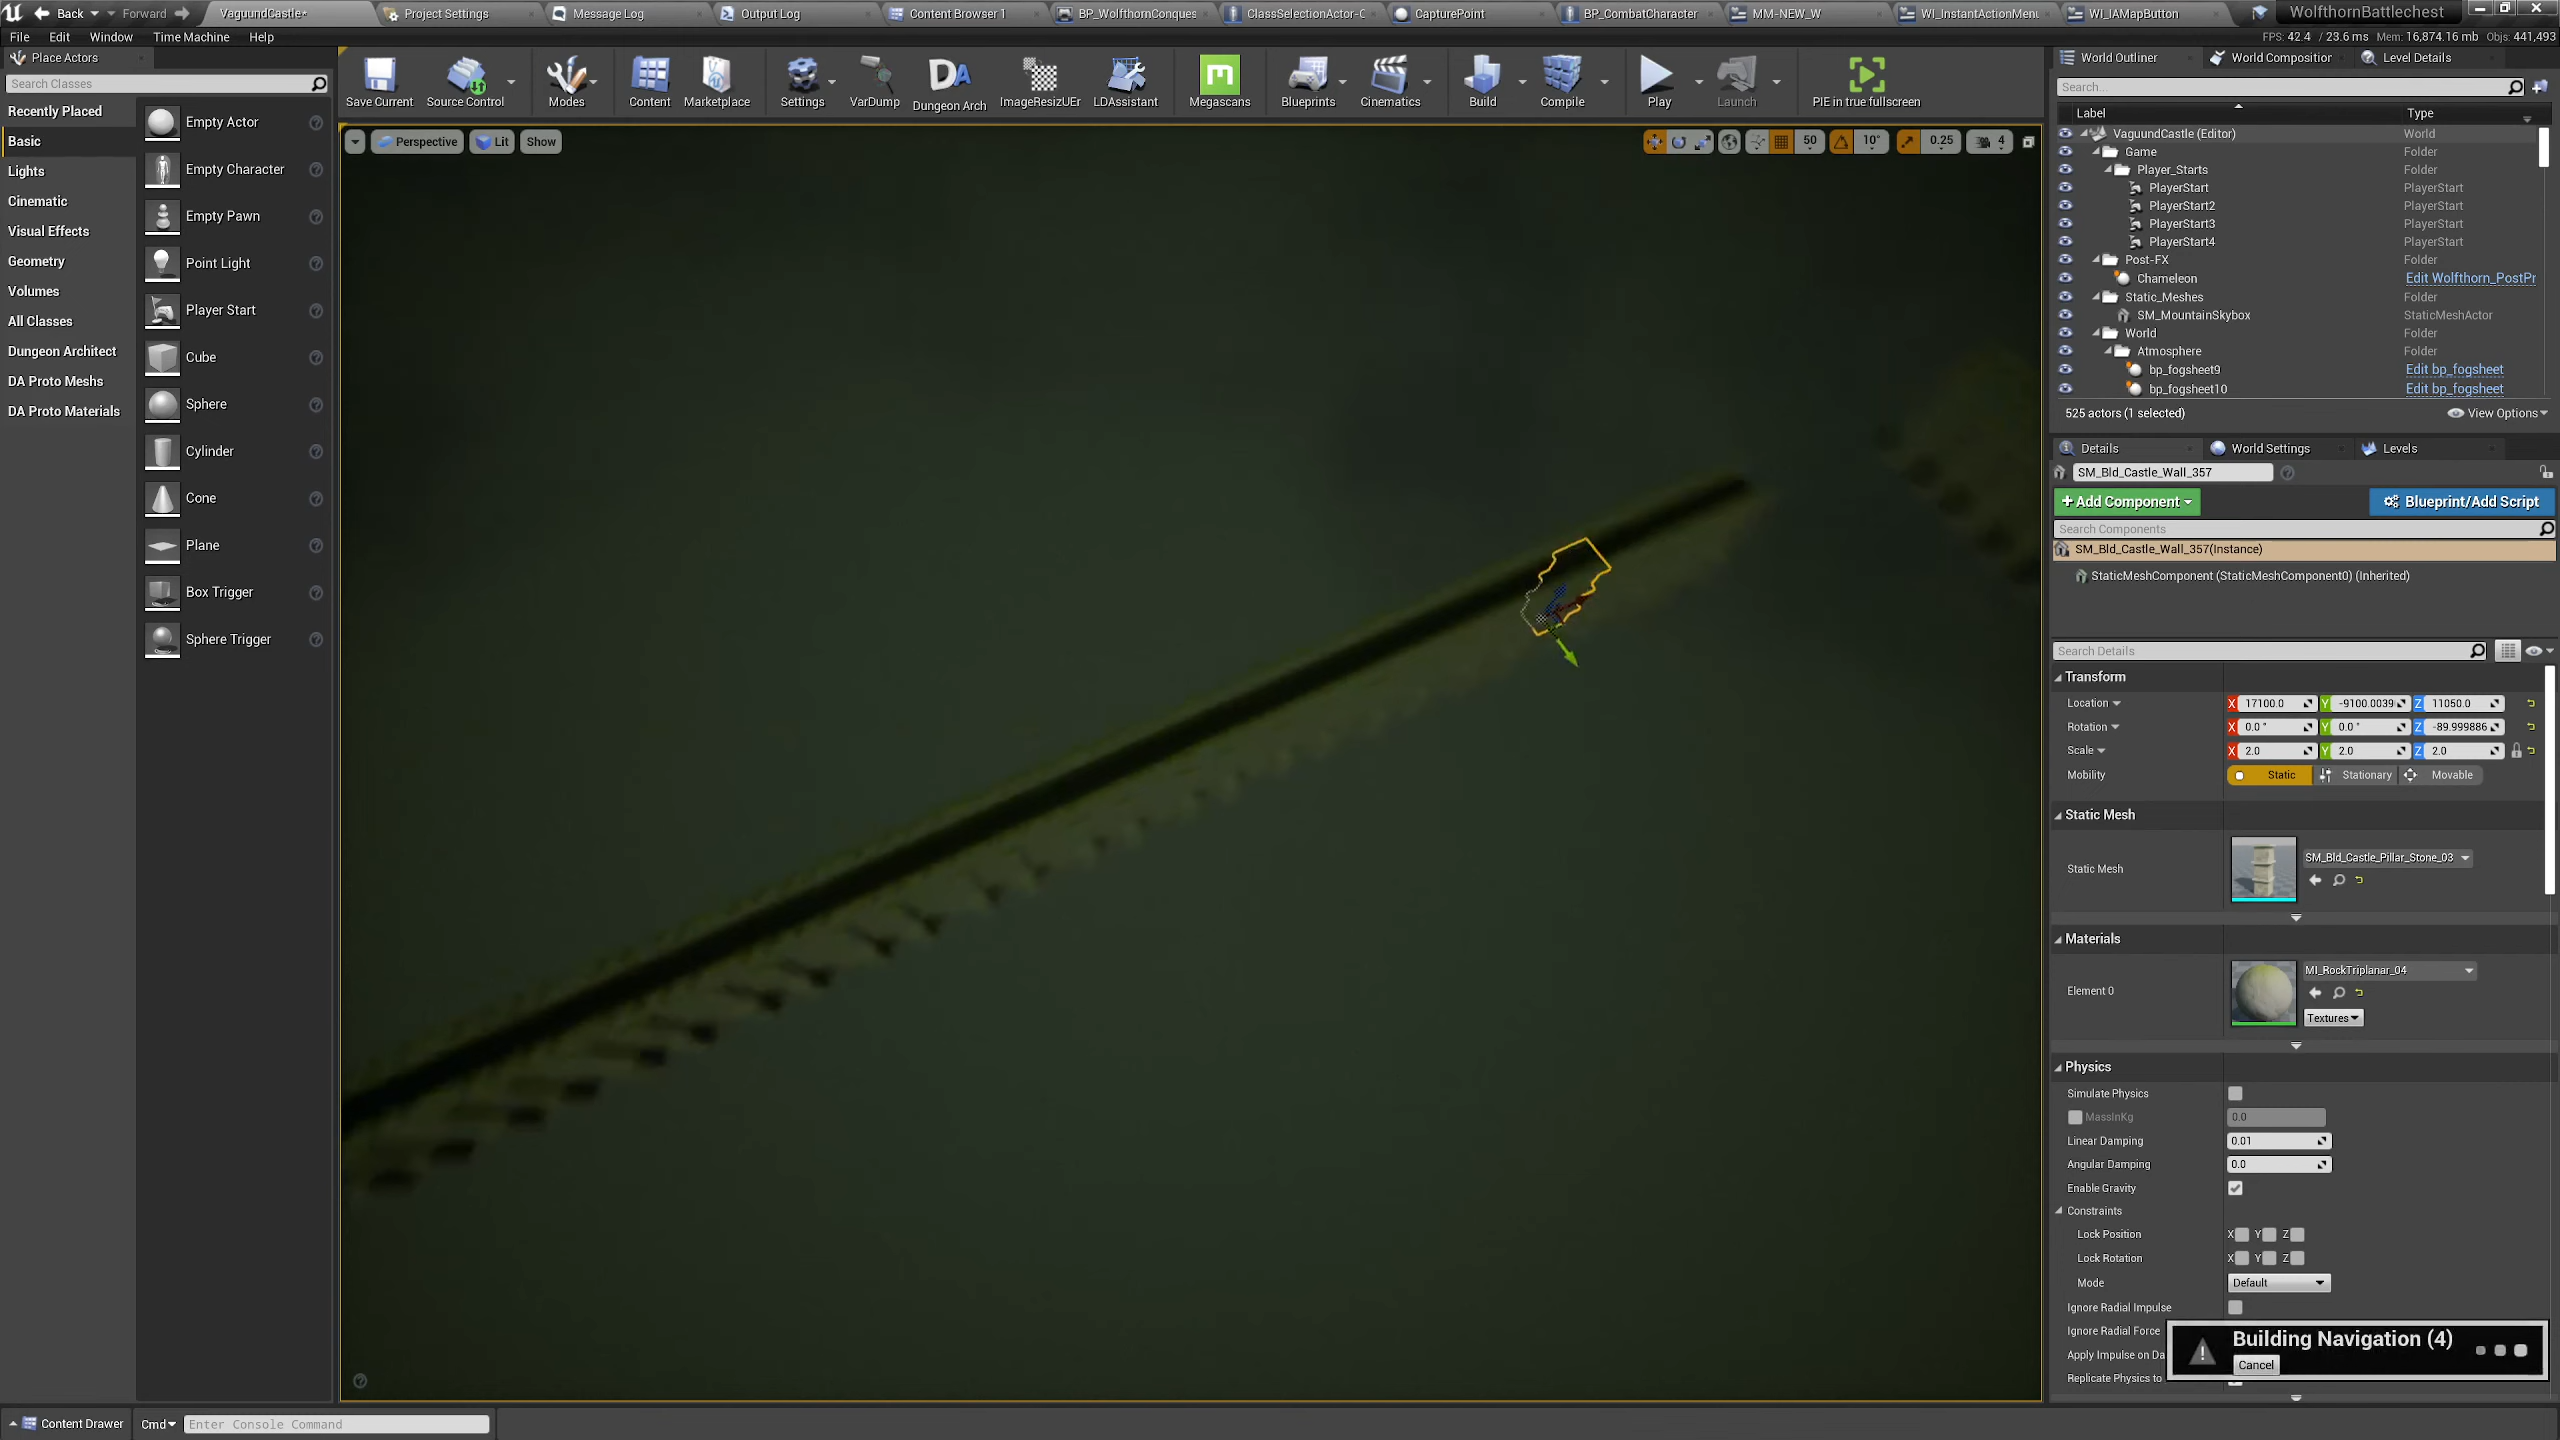 Back Forward VaguundCastle* Project Settings Message Log Output Log Content Browser 1 BP_WolfthornConques ClassSelectionActor-C CapturePoint BP_CombatCharacter MM-NEW_W WI_InstantActionMenu WI_IAMapButton WolfthornBattlechest
File Edit Window Time Machine Help FPS: 42.4 / 23.6 ms Mem: 16,874.16 mb Objs: 441,493
Place Actors
Search Classes
Recently Placed
Basic
Lights
Cinematic
Visual Effects
Geometry
Volumes
All Classes
Dungeon Architect
DA Proto Meshs
DA Proto Materials
Empty Actor
Empty Character
Empty Pawn
Point Light
Player Start
Cube
Sphere
Cylinder
Cone
Plane
Box Trigger
Sphere Trigger
Save Current Source Control Modes Content Marketplace Settings VarDump Dungeon Arch ImageResizUEr LDAssistant Megascans Blueprints Cinematics Build Compile Play Launch PIE in true fullscreen
Perspective Lit Show 50 10° 0.25 4
World Outliner World Composition Level Details
Search...
Label Type
VaguundCastle (Editor) World
Game Folder
Player_Starts Folder
PlayerStart PlayerStart
PlayerStart2 PlayerStart
PlayerStart3 PlayerStart
PlayerStart4 PlayerStart
Post-FX Folder
Chameleon Edit Wolfthorn_PostPr
Static_Meshes Folder
SM_MountainSkybox StaticMeshActor
World Folder
Atmosphere Folder
bp_fogsheet9 Edit bp_fogsheet
bp_fogsheet10 Edit bp_fogsheet
525 actors (1 selected) View Options
Details World Settings Levels
SM_Bld_Castle_Wall_357
+Add Component Blueprint/Add Script
Search Components
SM_Bld_Castle_Wall_357(Instance)
StaticMeshComponent (StaticMeshComponent0) (Inherited)
Search Details
Transform
Location X 17100.0 Y -9100.0039 Z 11050.0
Rotation X 0.0 ° Y 0.0 ° Z -89.999886
Scale X 2.0 Y 2.0 Z 2.0
Mobility Static Stationary Movable
Static Mesh
Static Mesh SM_Bld_Castle_Pillar_Stone_03
Materials
Element 0 MI_RockTriplanar_04
Textures
Physics
Simulate Physics
MassInKg 0.0
Linear Damping 0.01
Angular Damping 0.0
Enable Gravity
Constraints
Lock Position X Y Z
Lock Rotation X Y Z
Mode Default
Ignore Radial Impulse
Ignore Radial Force
Apply Impulse on Da
Replicate Physics to
Building Navigation (4)
Cancel
Content Drawer Cmd Enter Console Command